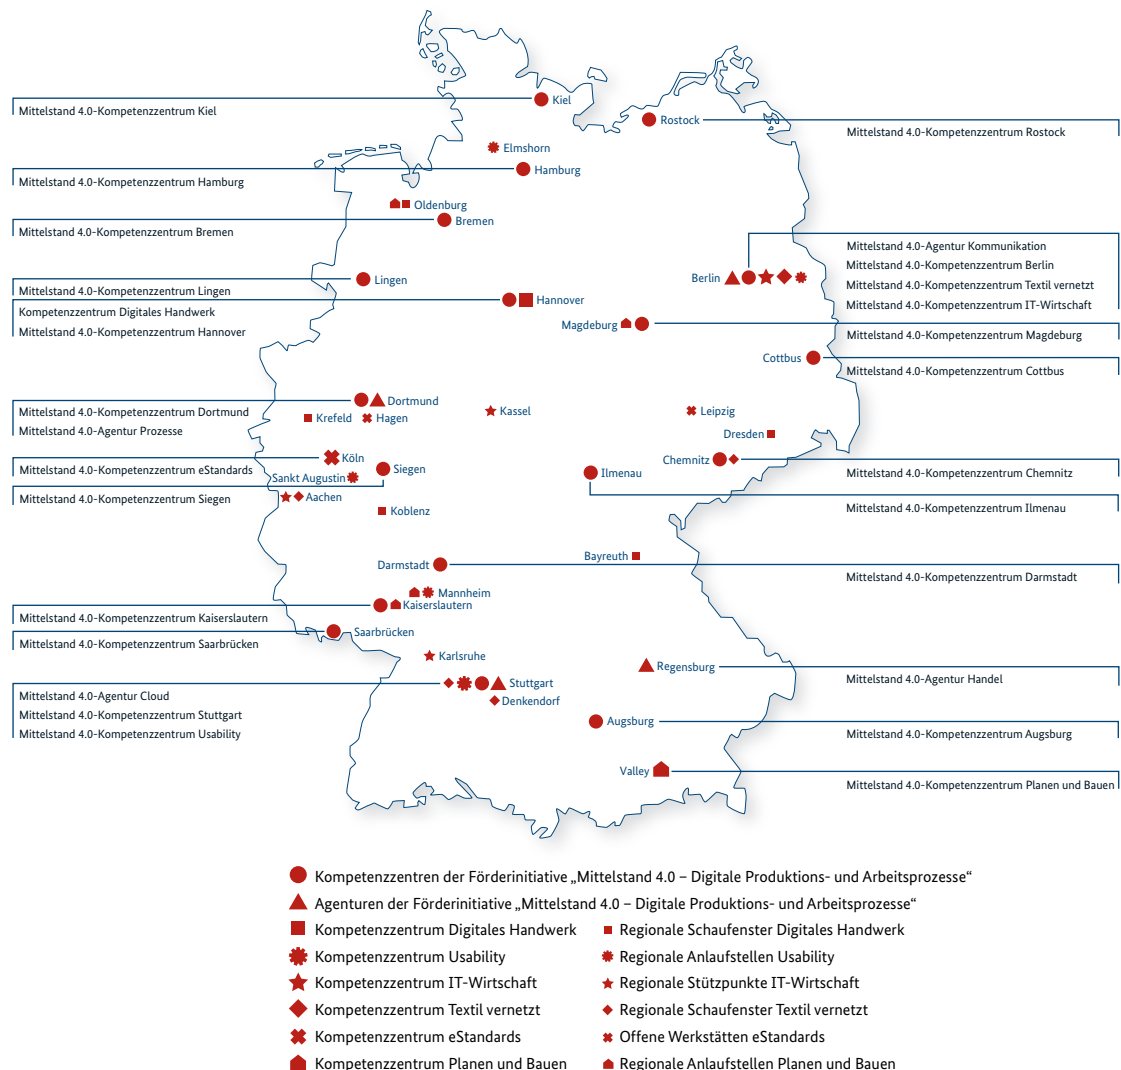 Kiel
Mittelstand 4.0-Kompetenzzentrum Kiel
Rostock
Mittelstand 4.0-Kompetenzzentrum Rostock
Elmshorn
Hamburg
Mittelstand 4.0-Kompetenzzentrum Hamburg
Oldenburg
Bremen
Mittelstand 4.0-Kompetenzzentrum Bremen
Mittelstand 4.0-Agentur Kommunikation
Mittelstand 4.0-Kompetenzzentrum Berlin
Mittelstand 4.0-Kompetenzzentrum Textil vernetzt
Mittelstand 4.0-Kompetenzzentrum IT-Wirtschaft
Berlin
Lingen
Mittelstand 4.0-Kompetenzzentrum Lingen
Hannover
Kompetenzzentrum Digitales Handwerk
Mittelstand 4.0-Kompetenzzentrum Hannover
Magdeburg
Mittelstand 4.0-Kompetenzzentrum Magdeburg
Cottbus
Mittelstand 4.0-Kompetenzzentrum Cottbus
Dortmund
Mittelstand 4.0-Kompetenzzentrum Dortmund
Mittelstand 4.0-Agentur Prozesse
Krefeld
Hagen
Kassel
Leipzig
Dresden
Köln
Mittelstand 4.0-Kompetenzzentrum eStandards
Sankt Augustin
Siegen
Mittelstand 4.0-Kompetenzzentrum Siegen
Aachen
Koblenz
Chemnitz
Mittelstand 4.0-Kompetenzzentrum Chemnitz
Ilmenau
Mittelstand 4.0-Kompetenzzentrum Ilmenau
Bayreuth
Darmstadt
Mittelstand 4.0-Kompetenzzentrum Darmstadt
Mannheim
Kaiserslautern
Mittelstand 4.0-Kompetenzzentrum Kaiserslautern
Saarbrücken
Mittelstand 4.0-Kompetenzzentrum Saarbrücken
Karlsruhe
Regensburg
Mittelstand 4.0-Agentur Handel
Stuttgart
Mittelstand 4.0-Agentur Cloud
Mittelstand 4.0-Kompetenzzentrum Stuttgart
Mittelstand 4.0-Kompetenzzentrum Usability
Denkendorf
Augsburg
Mittelstand 4.0-Kompetenzzentrum Augsburg
Valley
Mittelstand 4.0-Kompetenzzentrum Planen und Bauen
Kompetenzzentren der Förderinitiative „Mittelstand 4.0 – Digitale Produktions- und Arbeitsprozesse“
Agenturen der Förderinitiative „Mittelstand 4.0 – Digitale Produktions- und Arbeitsprozesse“
Kompetenzzentrum Digitales Handwerk
Regionale Schaufenster Digitales Handwerk
Kompetenzzentrum Usability
Regionale Anlaufstellen Usability
Kompetenzzentrum IT-Wirtschaft
Regionale Stützpunkte IT-Wirtschaft
Kompetenzzentrum Textil vernetzt
Regionale Schaufenster Textil vernetzt
Kompetenzzentrum eStandards
Offene Werkstätten eStandards
Kompetenzzentrum Planen und Bauen
Regionale Anlaufstellen Planen und Bauen